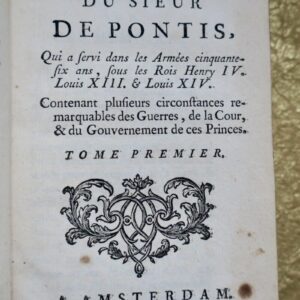 DU SIEUR
DE PONTIS,
Qui a servi dans les Armées cinquante-
six ans, sous les Rois Henry IV.
Louis XIII. & Louis XIV.
Contenant plusieurs circonstances re-
marquables des Guerres, de la Cour,
& du Gouvernement de ces Princes.
TOME PREMIER.
A AMSTERDAM.